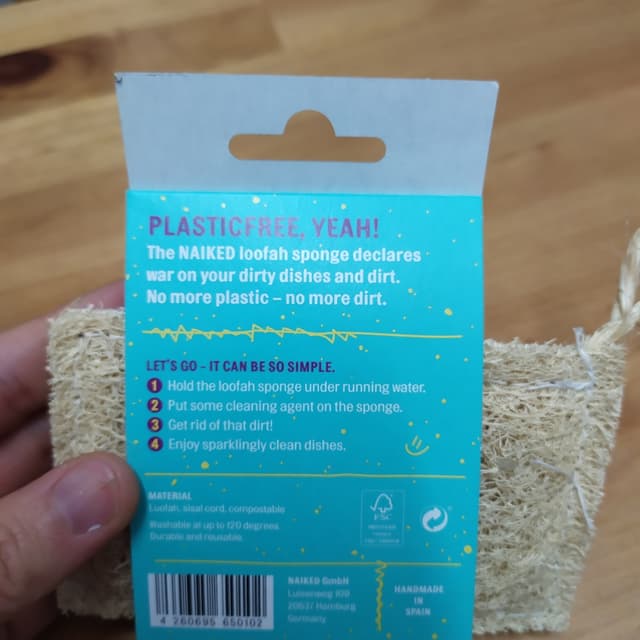 PLASTICFREE, YEAH!
The NAIKED loofah sponge declares
war on your dirty dishes and dirt.
No more plastic – no more dirt.
LET'S GO – IT CAN BE SO SIMPLE.
1 Hold the loofah sponge under running water.
2 Put some cleaning agent on the sponge.
3 Get rid of that dirt!
4 Enjoy sparklingly clean dishes.
MATERIAL
Luofah, sisal cord, compostable
Washable at up to 120 degrees.
Durable and reusable.
FSC
NAIKED GmbH
Luisenweg 109
20537 Hamburg
Germany
HANDMADE
IN
SPAIN
4 260695 650102